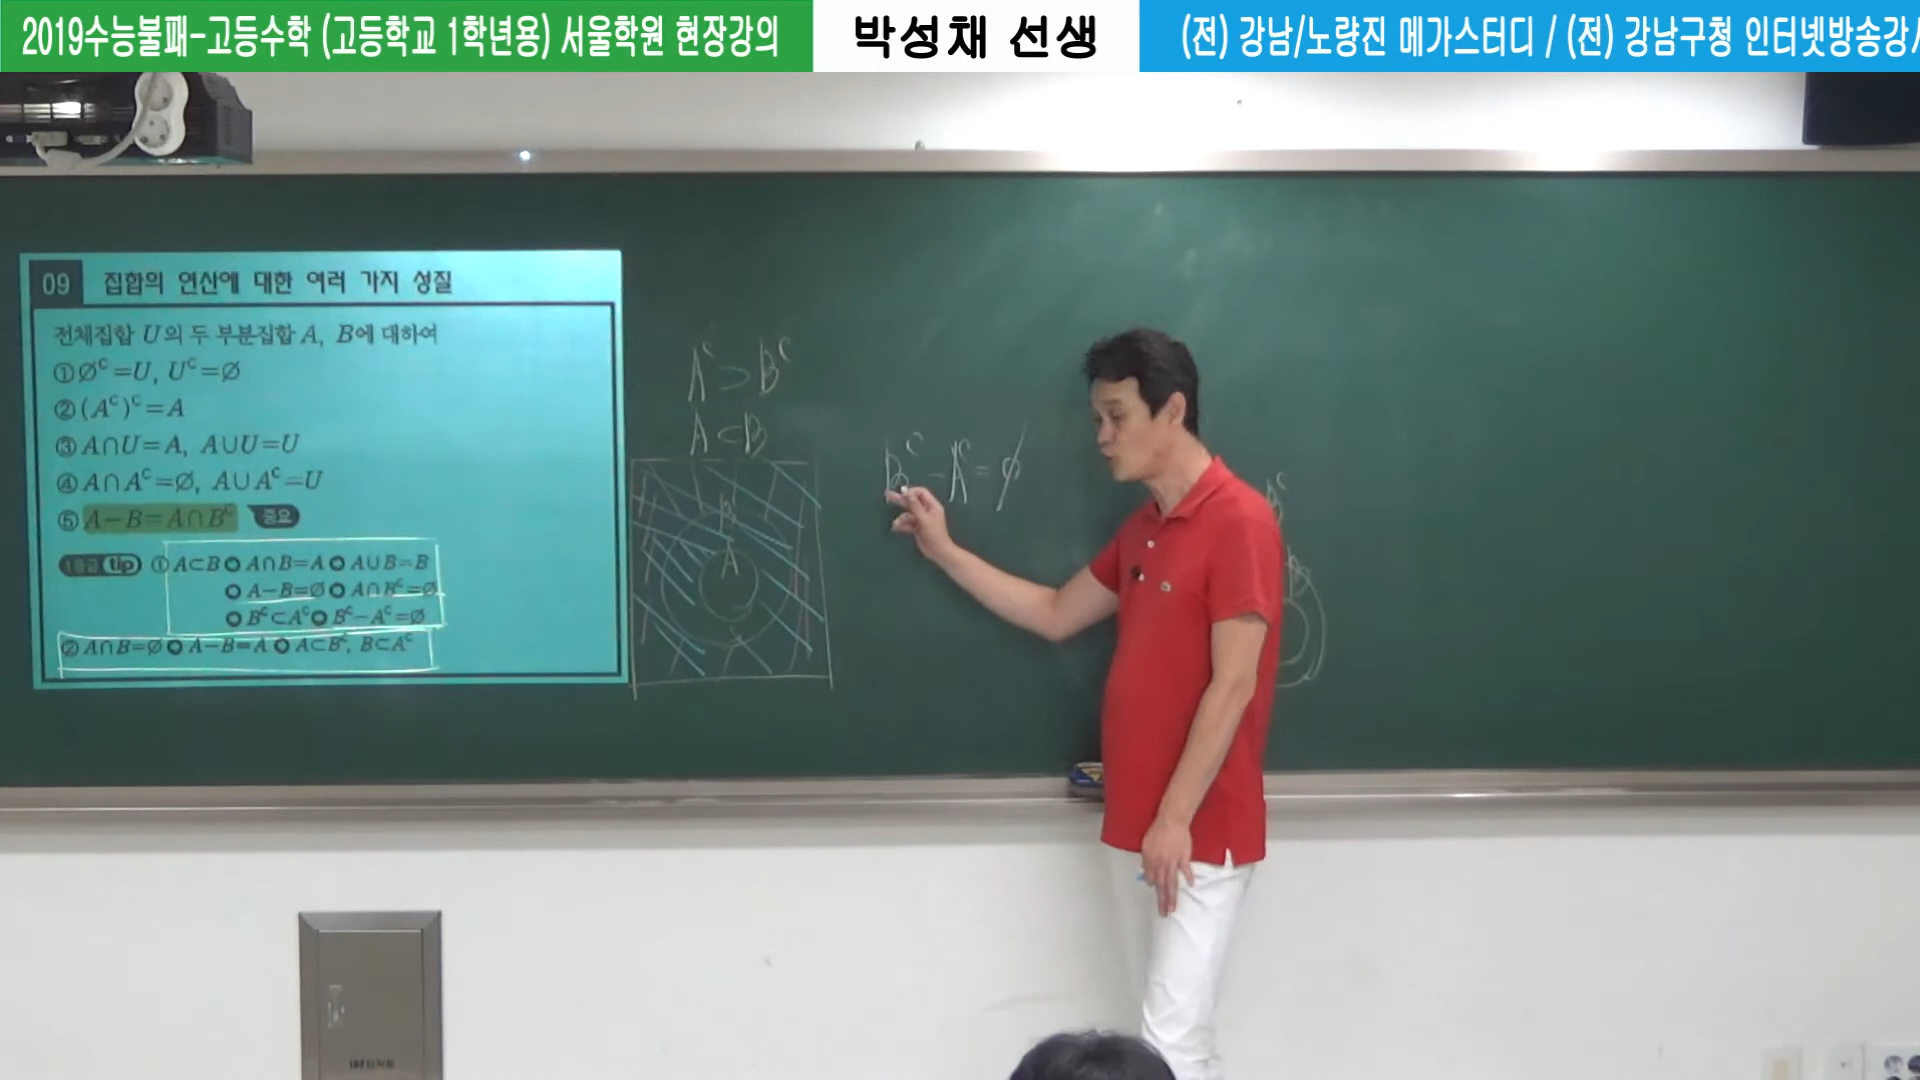 2019수능불패-고등수학 (고등학교 1학년용) 서울학원 현장강의
박성채 선생
(전) 강남/노량진 메가스터디 / (전) 강남구청 인터넷방송강사
09 집합의 연산에 대한 여러 가지 성질
전체집합 U의 두 부분집합 A, B에 대하여
①∅ᶜ=U, Uᶜ=∅
②(Aᶜ)ᶜ=A
③A∩U=A, A∪U=U
④A∩Aᶜ=∅, A∪Aᶜ=U
⑤A-B=A∩Bᶜ 중요
tip ①A⊂B A∩B=A A∪B=B
A-B=∅ A∩Bᶜ=∅
Bᶜ⊂Aᶜ Bᶜ-Aᶜ=∅
②A∩B=∅ A-B=A A⊂Bᶜ, B⊂Aᶜ
Aᶜ⊃Bᶜ
A⊂B
B
A
Bᶜ-Aᶜ=∅
Bᶜ